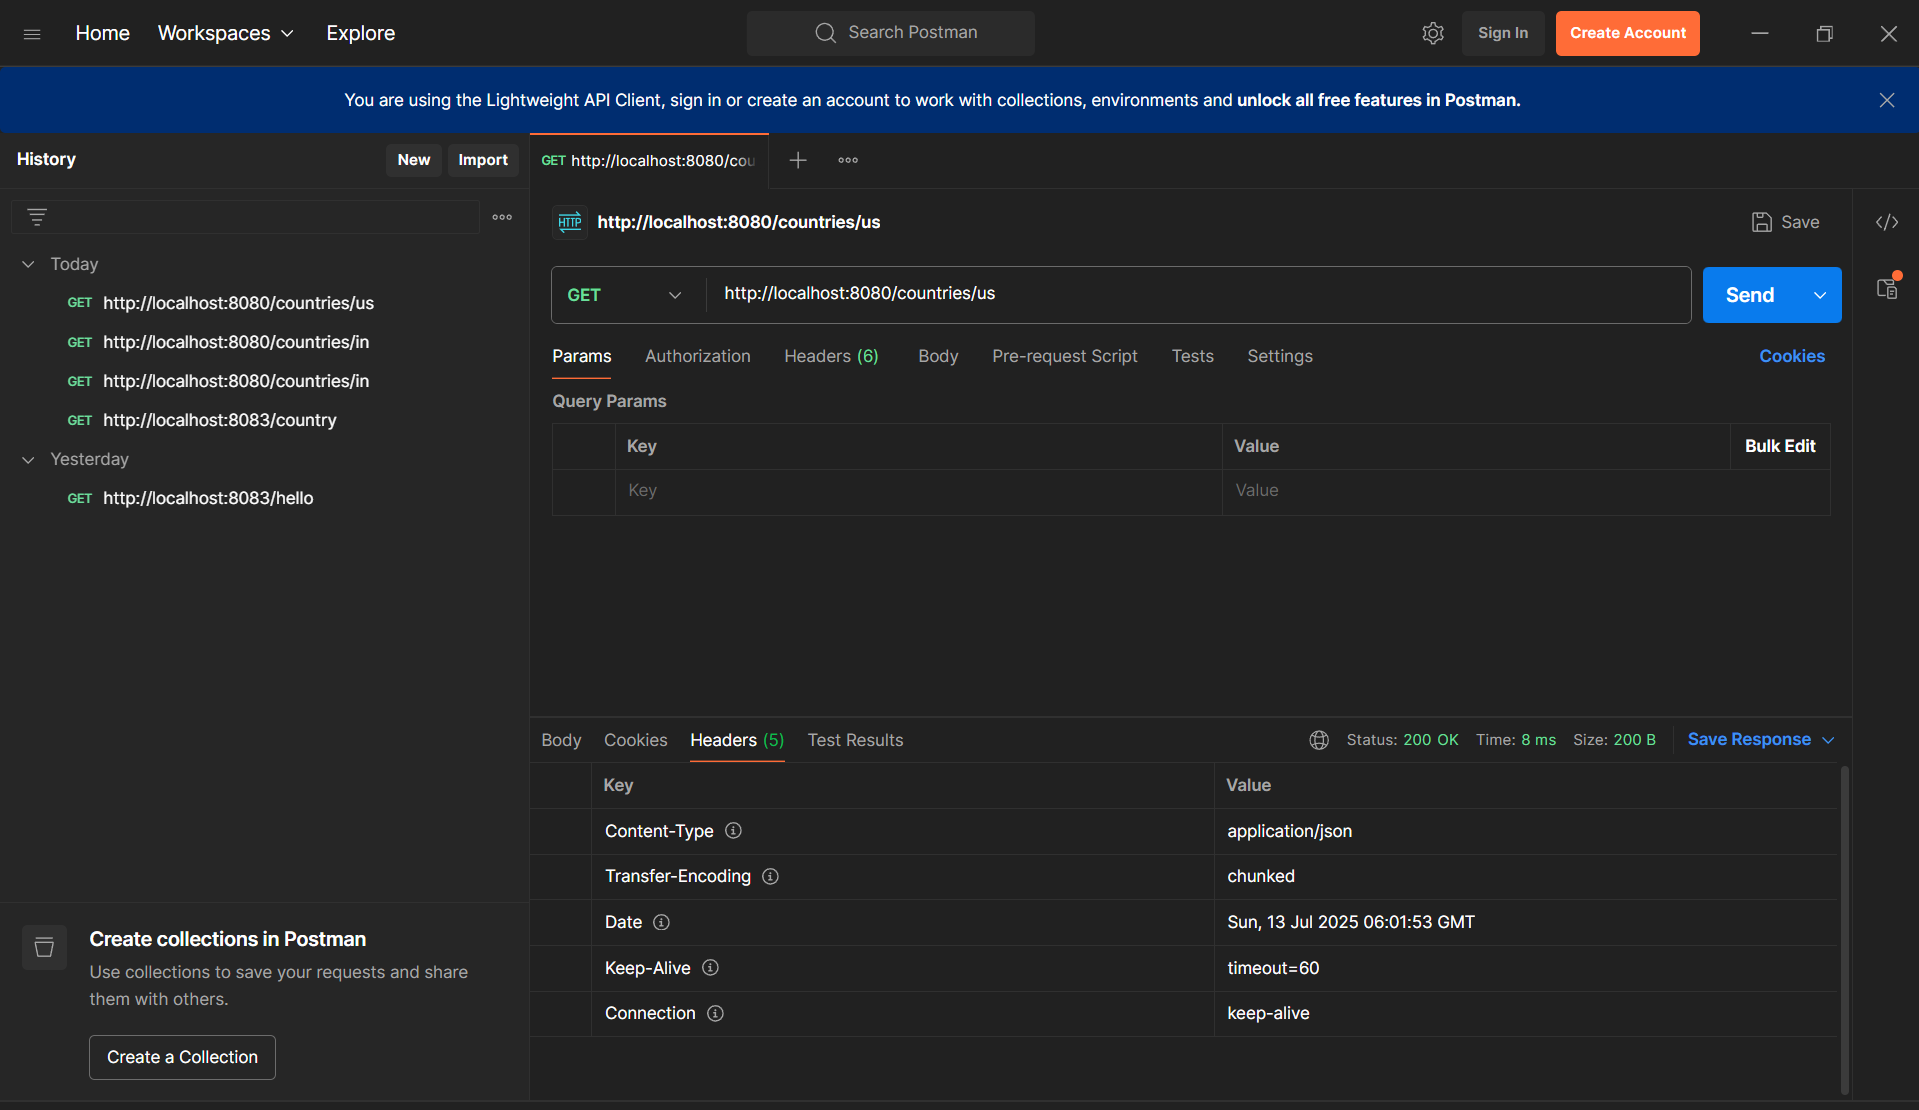 Home Workspaces Explore Search Postman Sign In Create Account
You are using the Lightweight API Client, sign in or create an account to work with collections, environments and unlock all free features in Postman.
History New Import
GET http://localhost:8080/cou
HTTP http://localhost:8080/countries/us Save
Today
GET http://localhost:8080/countries/us
GET http://localhost:8080/countries/in
GET http://localhost:8080/countries/in
GET http://localhost:8083/country
Yesterday
GET http://localhost:8083/hello
GET http://localhost:8080/countries/us Send
Params Authorization Headers (6) Body Pre-request Script Tests Settings Cookies
Query Params
Key Value Bulk Edit
Key Value
Body Cookies Headers (5) Test Results Status: 200 OK Time: 8 ms Size: 200 B Save Response
Key Value
Content-Type application/json
Transfer-Encoding chunked
Date Sun, 13 Jul 2025 06:01:53 GMT
Keep-Alive timeout=60
Connection keep-alive
Create collections in Postman
Use collections to save your requests and share
them with others.
Create a Collection